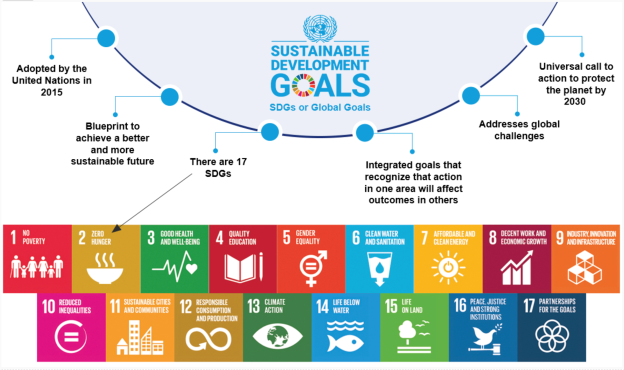 SUSTAINABLE
DEVELOPMENT
GOALS
SDGs or Global Goals
Adopted by the
United Nations in
2015
Blueprint to
achieve a better
and more
sustainable future
There are 17
SDGs
Integrated goals that
recognize that action
in one area will affect
outcomes in others
Addresses global
challenges
Universal call to
action to protect
the planet by
2030
1 NO
POVERTY
2 ZERO
HUNGER
3 GOOD HEALTH
AND WELL-BEING
4 QUALITY
EDUCATION
5 GENDER
EQUALITY
6 CLEAN WATER
AND SANITATION
7 AFFORDABLE AND
CLEAN ENERGY
8 DECENT WORK AND
ECONOMIC GROWTH
9 INDUSTRY, INNOVATION
AND INFRASTRUCTURE
10 REDUCED
INEQUALITIES
11 SUSTAINABLE CITIES
AND COMMUNITIES
12 RESPONSIBLE
CONSUMPTION
AND PRODUCTION
13 CLIMATE
ACTION
14 LIFE BELOW
WATER
15 LIFE
ON LAND
16 PEACE, JUSTICE
AND STRONG
INSTITUTIONS
17 PARTNERSHIPS
FOR THE GOALS